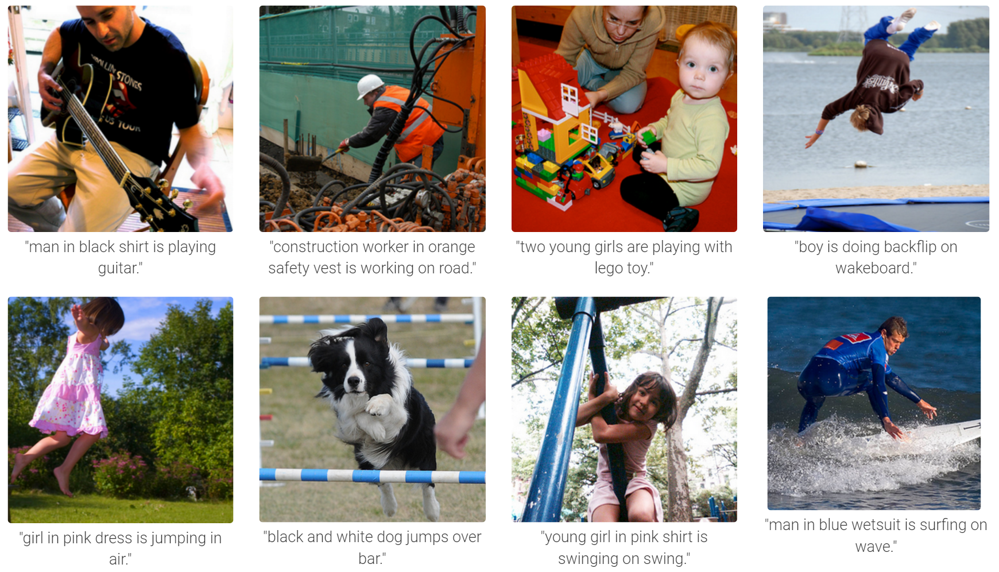 ROLLIN STONES
US TOUR
"man in black shirt is playing
guitar."
"construction worker in orange
safety vest is working on road."
"two young girls are playing with
lego toy."
"boy is doing backflip on
wakeboard."
"girl in pink dress is jumping in
air."
"black and white dog jumps over
bar."
"young girl in pink shirt is
swinging on swing."
"man in blue wetsuit is surfing on
wave."